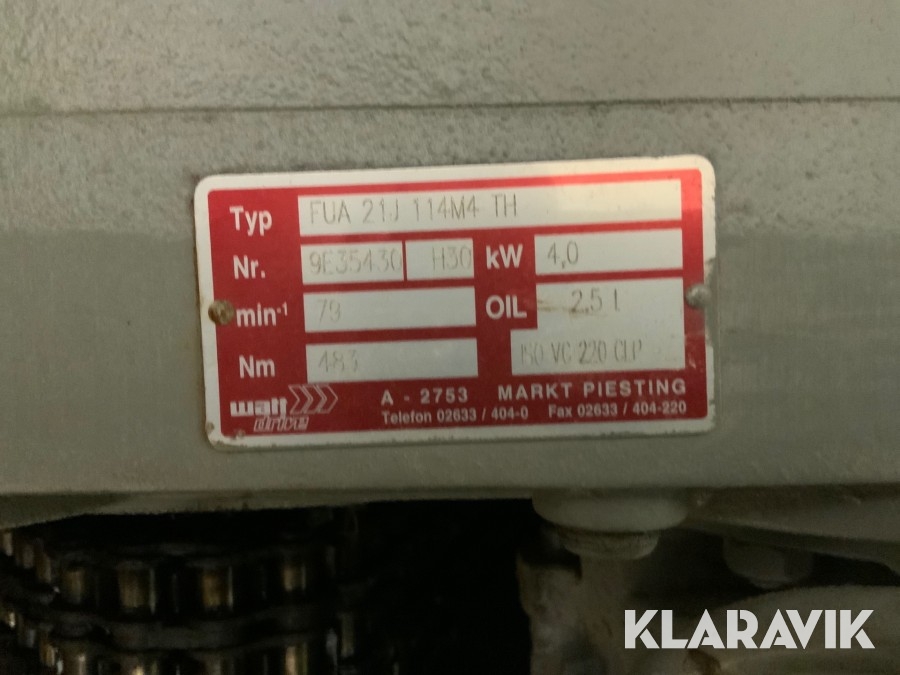 Typ FUA 21J 114M4 TH
Nr. 9E35430 H30 kW 4,0
min-1 79 OIL 2,5 l
Nm 483 ISO VC 220 CLP
watt drive
A - 2753 MARKT PIESTING
Telefon 02633 / 404-0 Fax 02633 / 404-220
KLARAVIK